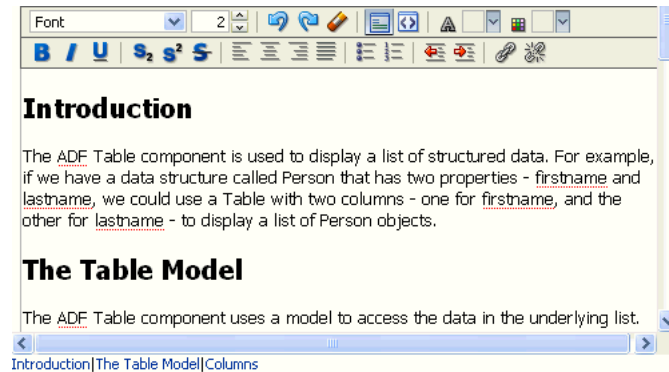 Font 2 A
B I U S2 S2 S
Introduction
The ADF Table component is used to display a list of structured data. For example,
if we have a data structure called Person that has two properties - firstname and
lastname, we could use a Table with two columns - one for firstname, and the
other for lastname - to display a list of Person objects.
The Table Model
The ADF Table component uses a model to access the data in the underlying list.
Introduction|The Table Model|Columns